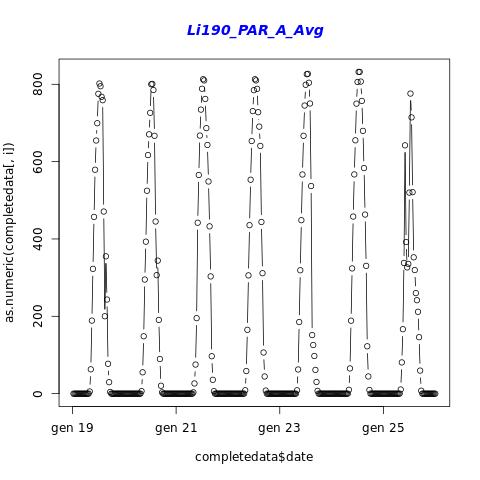 Li190_PAR_A_Avg
as.numeric(completedata[, i])
800
600
400
200
0
gen 19
gen 21
gen 23
gen 25
completedata$date